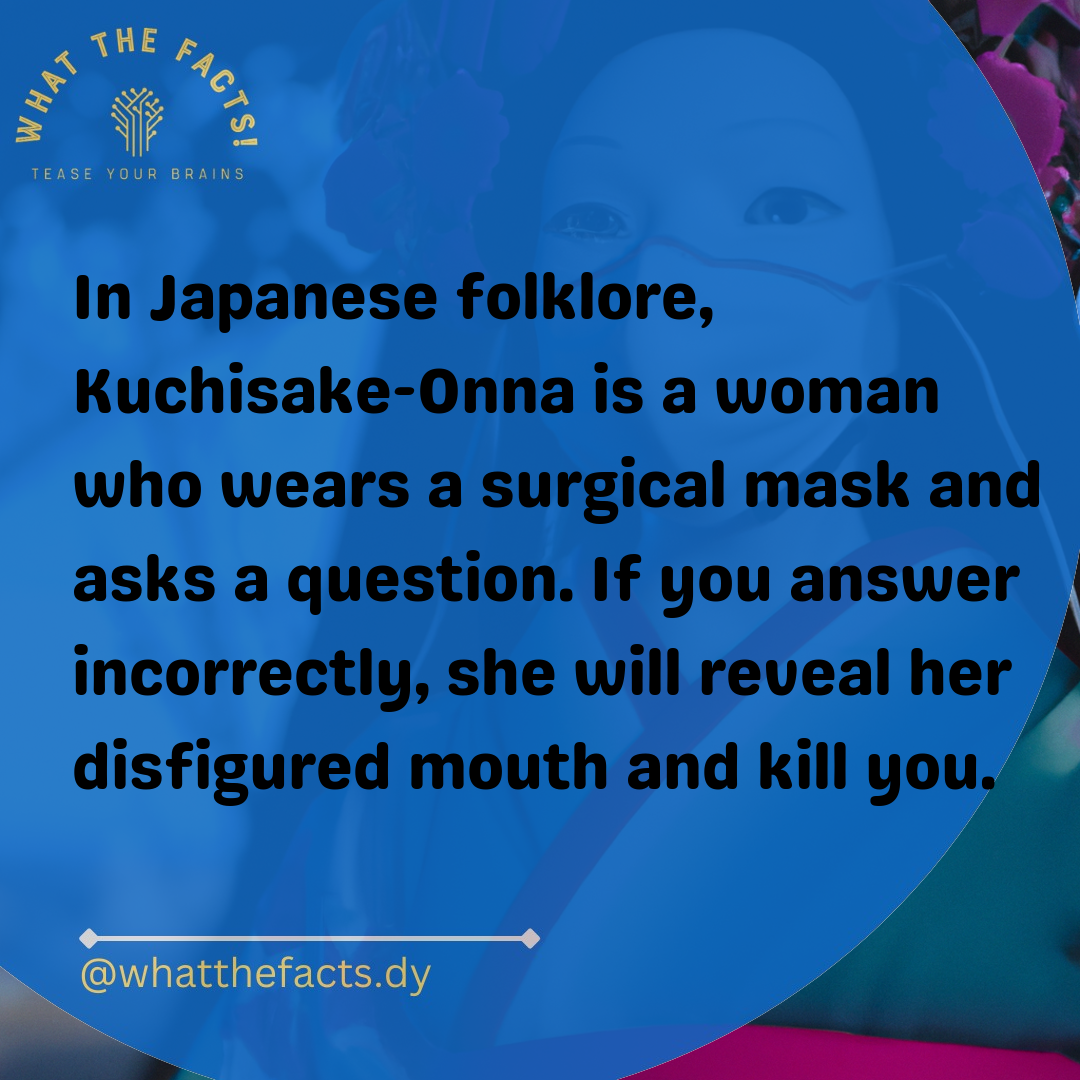 WHAT THE FACTS!
TEASE YOUR BRAINS
In Japanese folklore,
Kuchisake-Onna is a woman
who wears a surgical mask and
asks a question. If you answer
incorrectly, she will reveal her
disfigured mouth and kill you.
@whatthefacts.dy